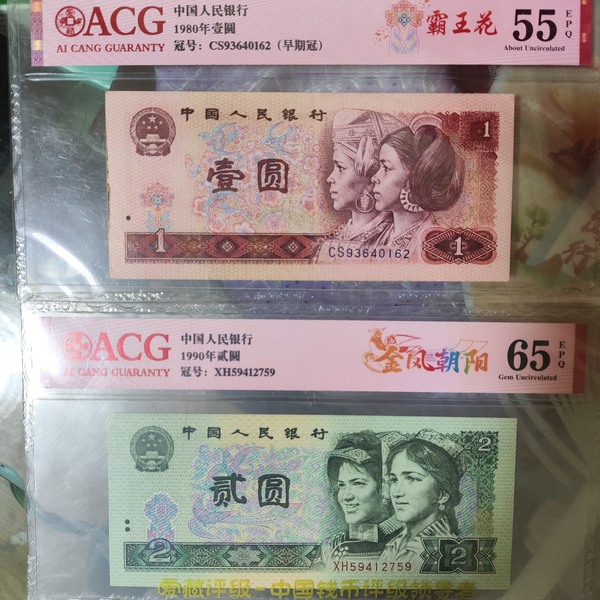 ACG
AI CANG GUARANTY
中国人民银行
1980年壹圆
冠号：CS93640162（早期冠）
霸王花
55
EPQ
About Uncirculated
中国人民银行
壹圆
1
1
1
CS93640162
ACG
AI CANG GUARANTY
中国人民银行
1990年贰圆
冠号：XH59412759
金凤朝阳
65
EPQ
Gem Uncirculated
中国人民银行
贰圆
2
2
2
XH59412759
爱藏评级-中国钱币评级领导者